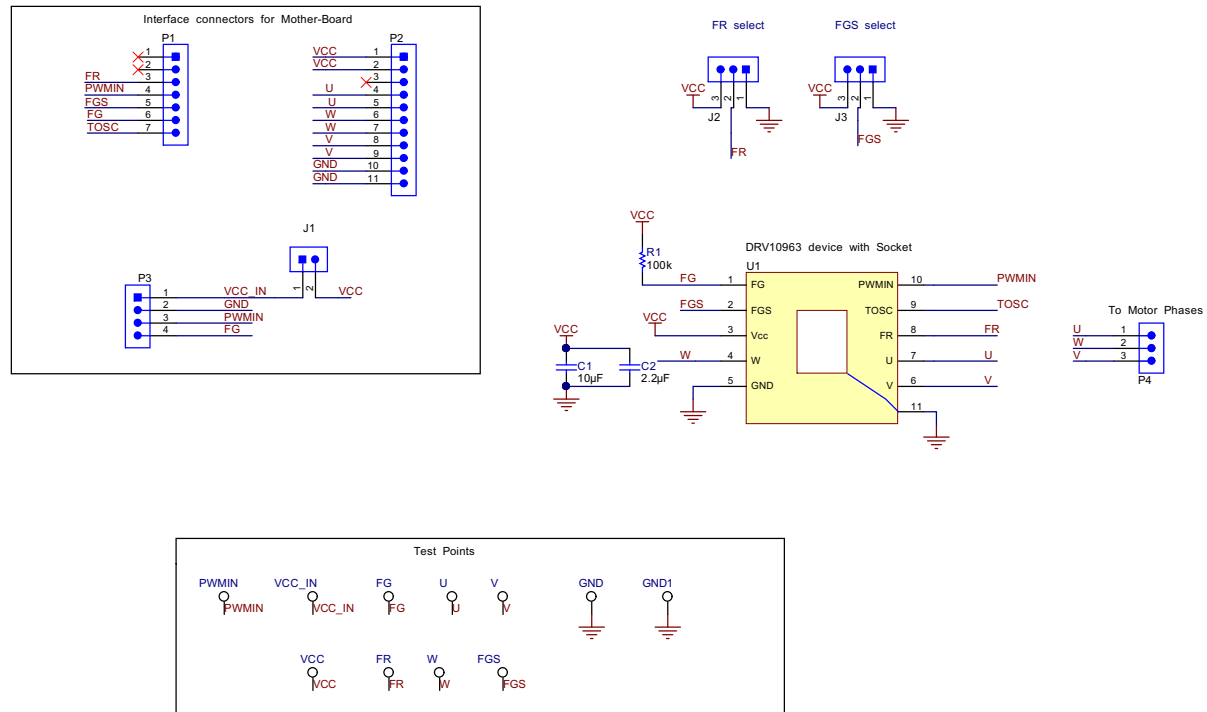 Interface connectors for Mother-Board
P1
1
2
FR 3
PWMIN 4
FGS 5
FG 6
TOSC 7
P2
VCC 1
VCC 2
3
U 4
U 5
W 6
W 7
V 8
V 9
GND 10
GND 11
J1
1 2
VCC
P3
1 VCC_IN
2 GND
3 PWMIN
4 FG
FR select
VCC
3 2 1
J2
FR
FGS select
VCC
3 2 1
J3
FGS
VCC
R1
100k
DRV10963 device with Socket
U1
FG 1 FG
FGS 2 FGS
VCC 3 Vcc
W 4 W
5 GND
PWMIN 10 PWMIN
TOSC 9 TOSC
FR 8 FR
U 7 U
V 6 V
11
VCC
C1
10µF
C2
2.2µF
To Motor Phases
U 1
W 2
V 3
P4
Test Points
PWMIN VCC_IN FG U V GND GND1
PWMIN VCC_IN FG U V
VCC FR W FGS
VCC FR W FGS